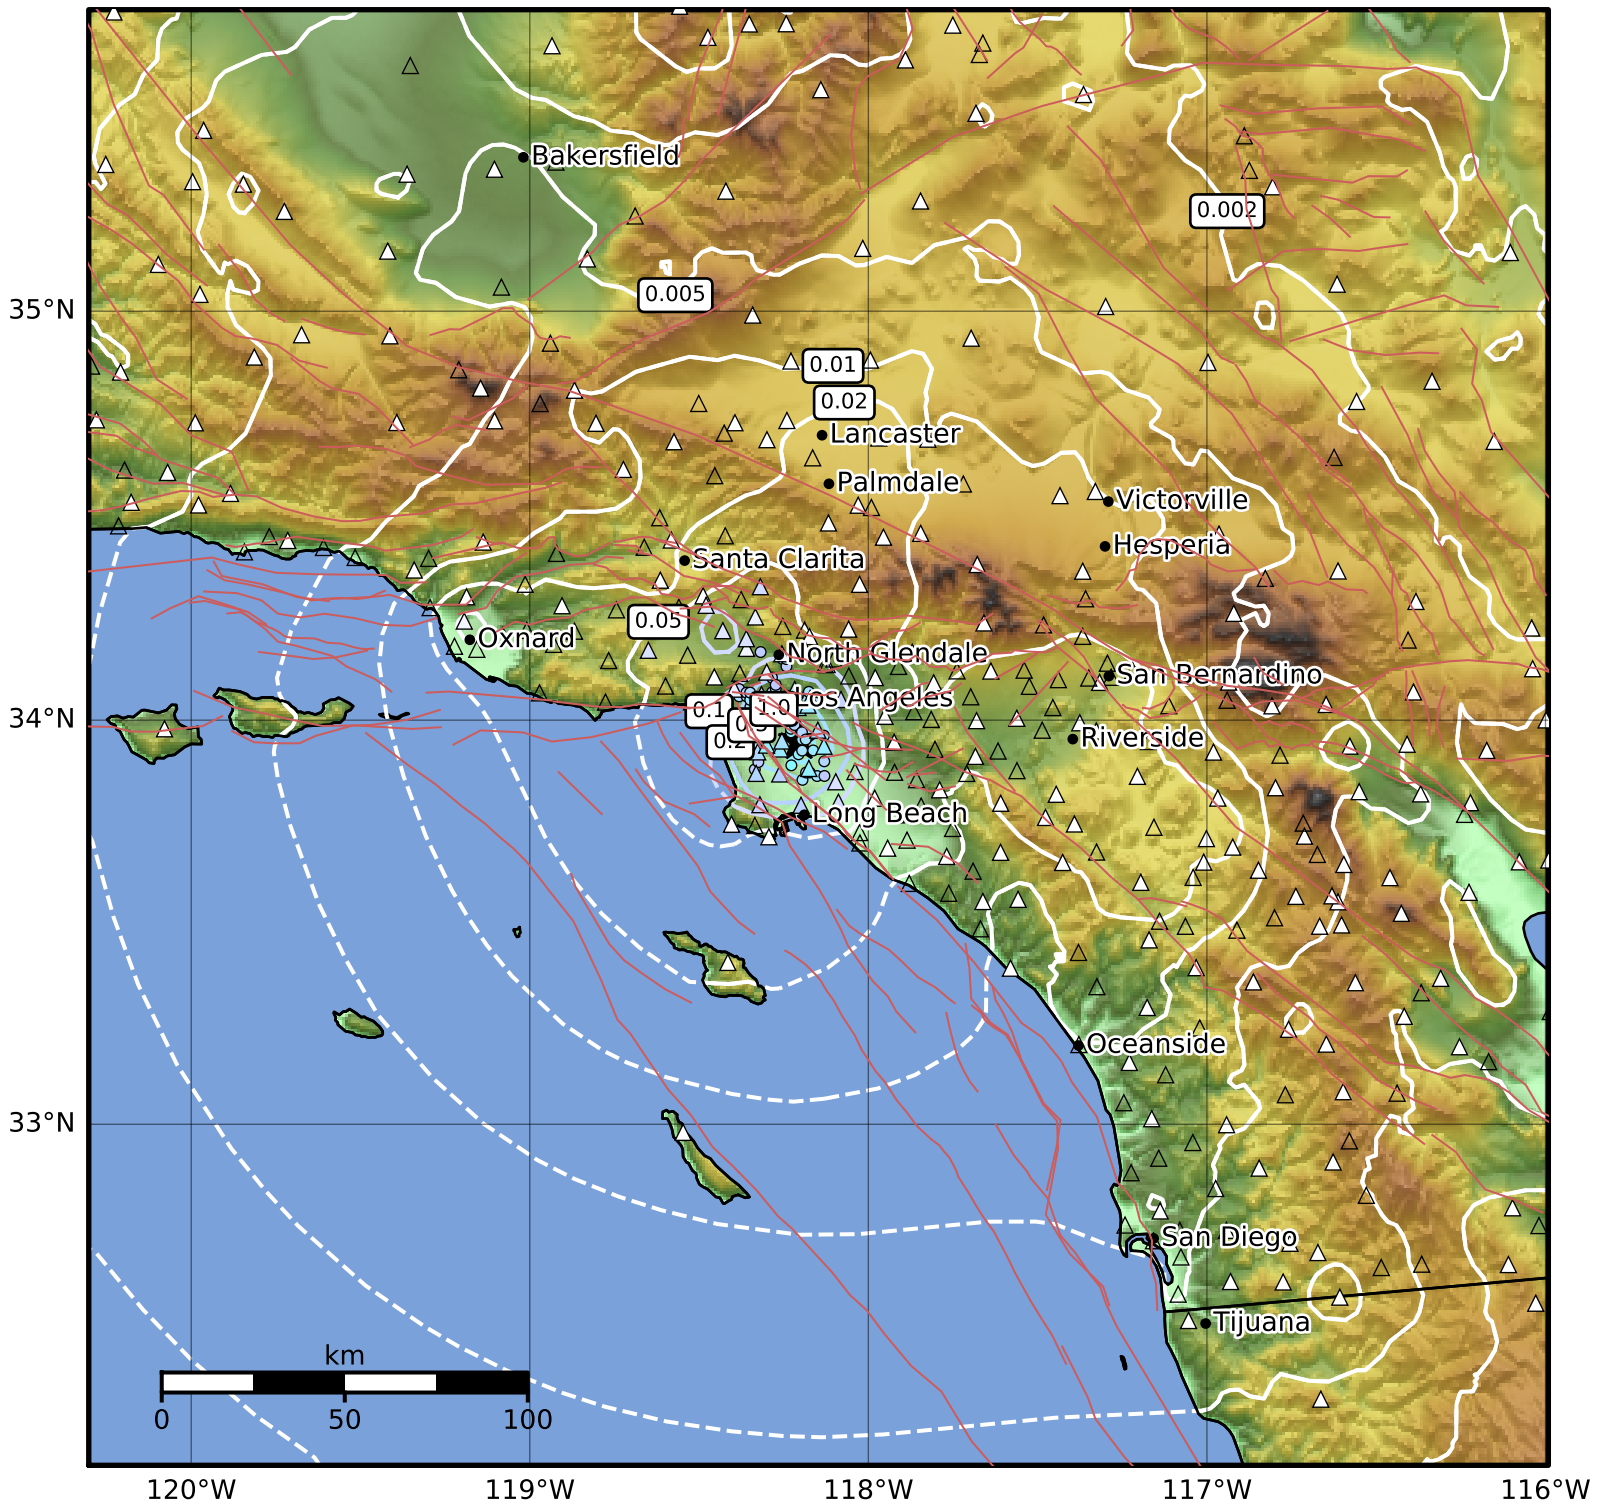 Bakersfield
0.002
0.005
35°N
0.01
0.02
Lancaster
Palmdale
Victorville
Hesperia
Santa Clarita
0.05
Oxnard
North Glendale
San Bernardino
Los Angeles
0.1
1.0
34°N
0.2
Riverside
Long Beach
Oceanside
33°N
San Diego
Tijuana
km
0 50 100
120°W 119°W 118°W 117°W 116°W